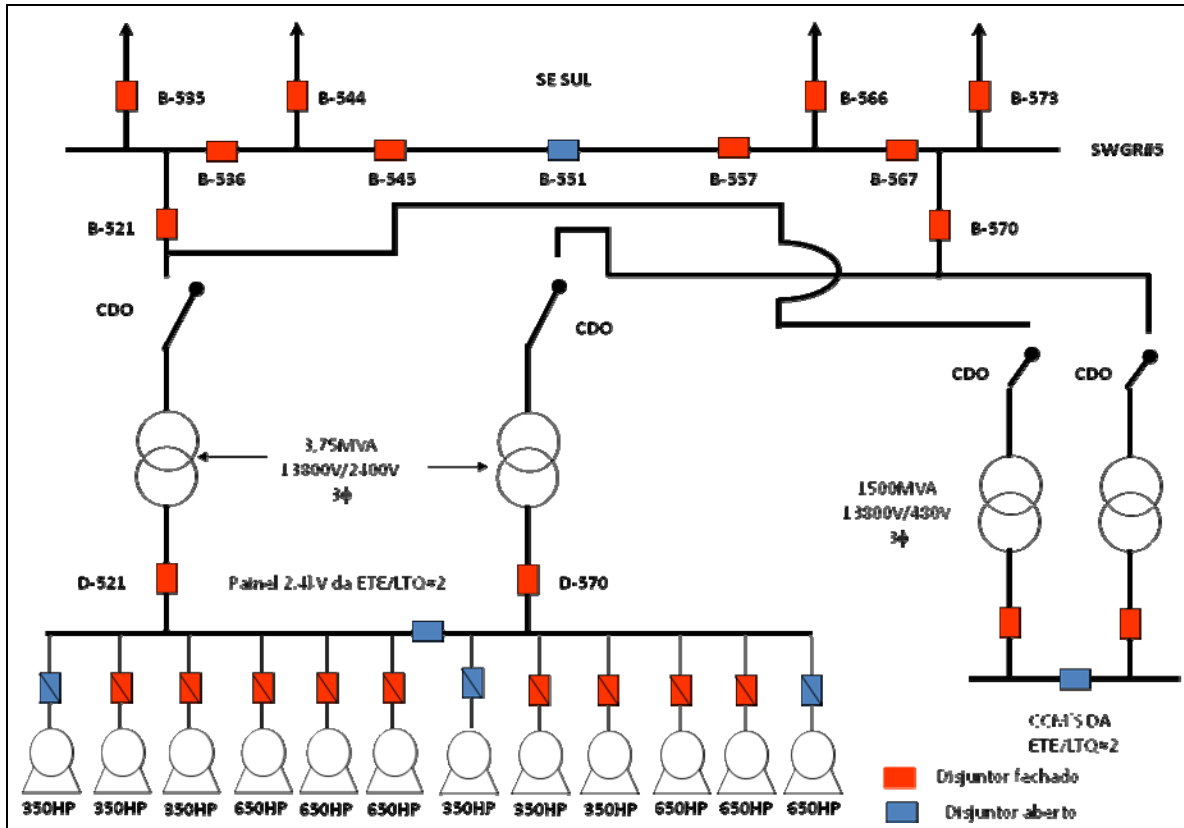 B-535
B-544
SE SUL
B-566
B-573
SWGR#5
B-536
B-545
B-551
B-557
B-567
B-521
B-570
CDO
CDO
CDO
CDO
3,75MVA
13800V/2400V
3ϕ
1500MVA
13800V/480V
3ϕ
D-521
Painel 2.4kV da ETE/LTQ#2
D-570
CCM'S DA
ETE/LTQ#2
350HP 350HP 350HP 650HP 650HP 650HP 350HP 350HP 350HP 650HP 650HP 650HP
Disjuntor fechado
Disjuntor aberto